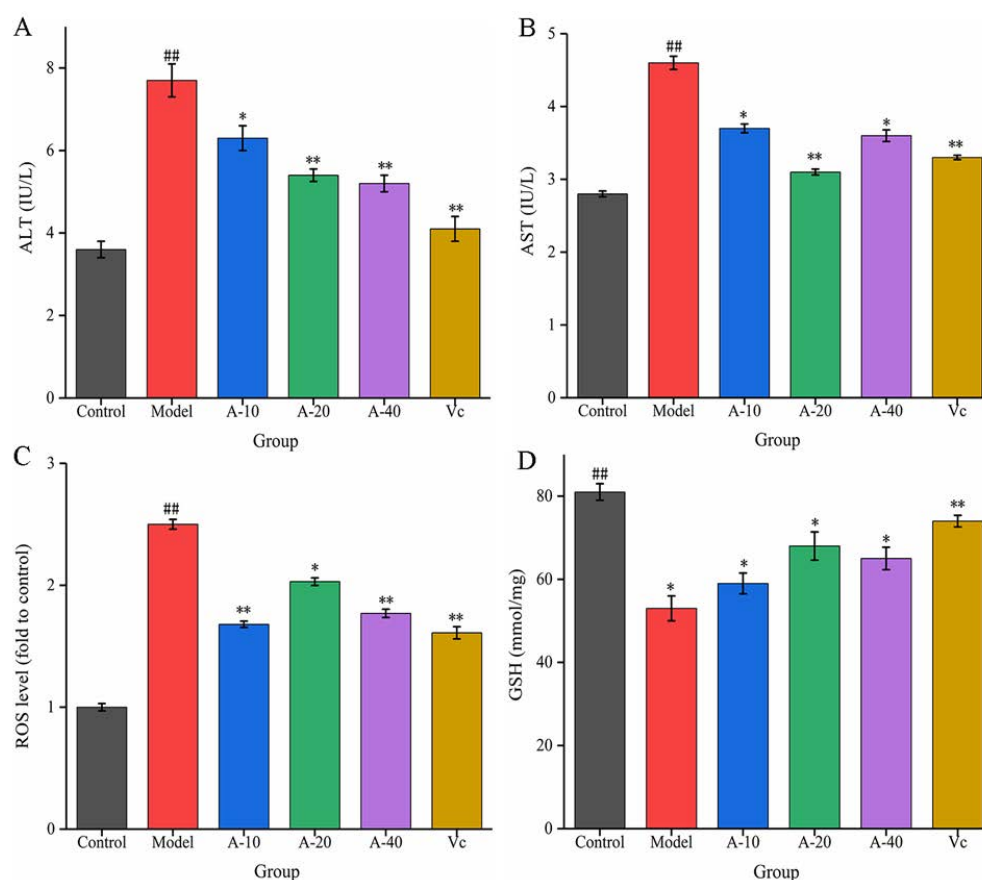 A
ALT (IU/L)
8
6
4
2
0
##
*
**
**
**
Control Model A-10 A-20 A-40 Vc
Group
B
AST (IU/L)
5
4
3
2
1
0
##
*
**
*
**
Control Model A-10 A-20 A-40 Vc
Group
C
ROS level (fold to control)
3
2
1
0
##
**
*
**
**
Control Model A-10 A-20 A-40 Vc
Group
D
GSH (mmol/mg)
80
60
40
20
0
##
*
*
*
*
**
Control Model A-10 A-20 A-40 Vc
Group